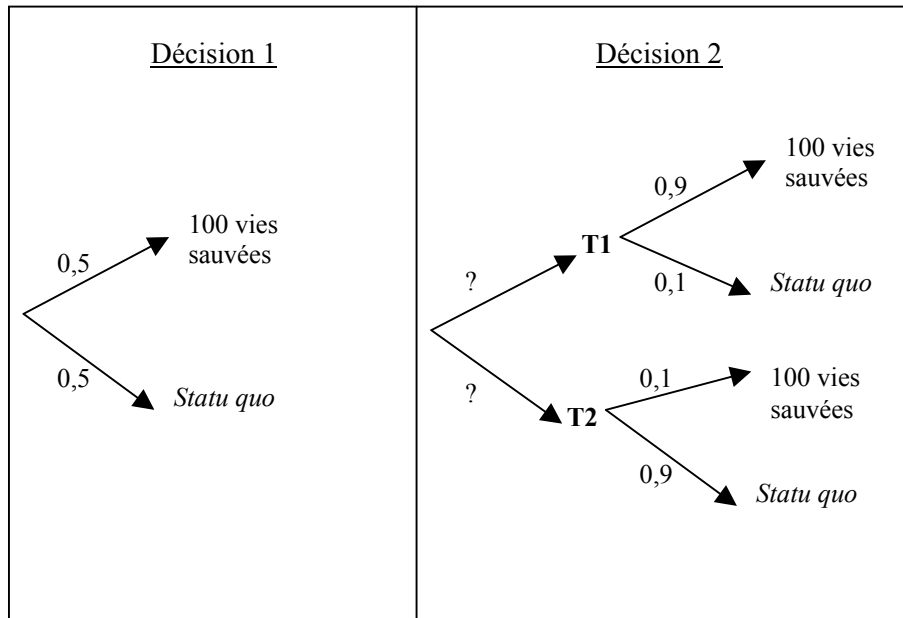 Décision 1
0,5
100 vies
sauvées
0,5
Statu quo
Décision 2
?
T1
0,9
100 vies
sauvées
0,1
Statu quo
?
T2
0,1
100 vies
sauvées
0,9
Statu quo